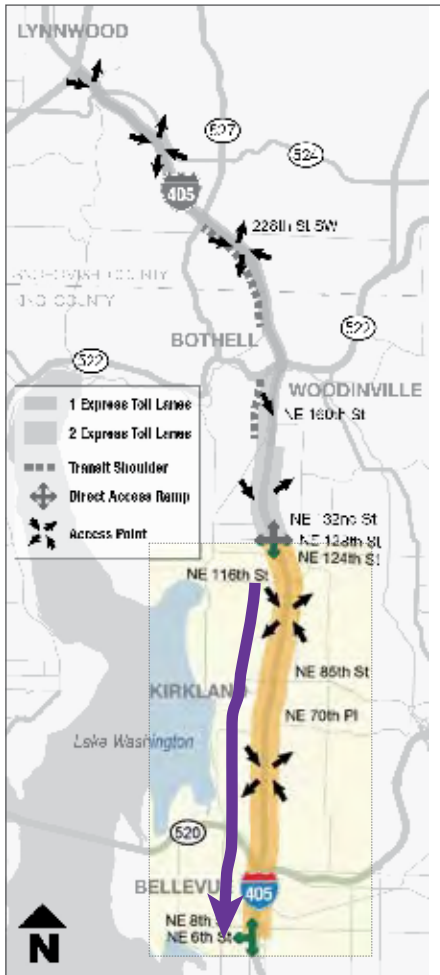 LYNNWOOD
527
524
405
228th St SW
SNOHOMISH COUNTY
KING COUNTY
BOTHELL
522
522
WOODINVILLE
1 Express Toll Lanes
2 Express Toll Lanes
NE 160th St
Transit Shoulder
Direct Access Ramp
Access Point
NE 132nd St
NE 128th St
NE 124th St
NE 116th St
NE 85th St
KIRKLAND
NE 70th Pl
Lake Washington
520
BELLEVUE
405
NE 8th St
NE 6th St
N